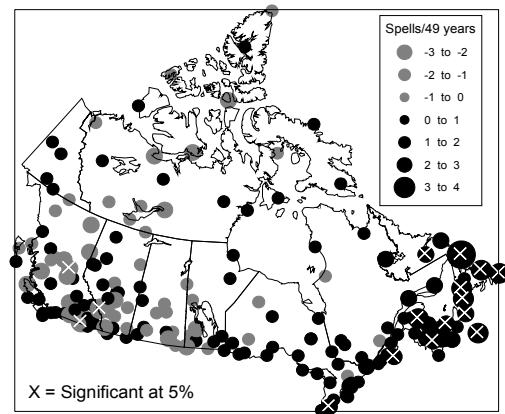 Spells/49 years
-3 to -2
-2 to -1
-1 to 0
0 to 1
1 to 2
2 to 3
3 to 4
X = Significant at 5%